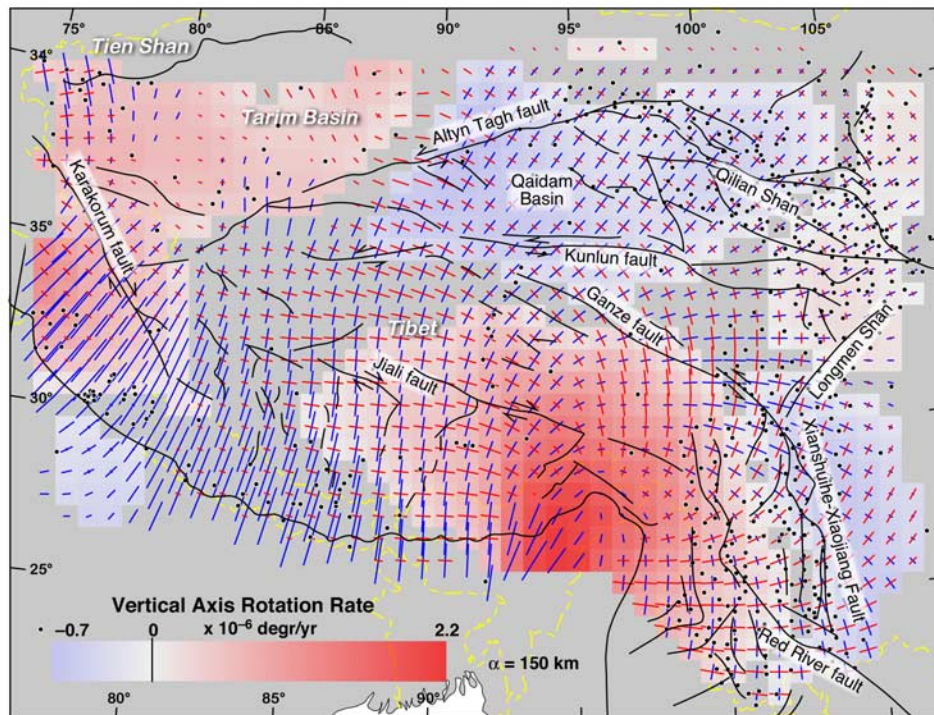 75° 80° 85° 90° 95° 100° 105°
34°
Tien Shan
Tarim Basin
Altyn Tagh fault
Karakorum fault
Qaidam
Basin
Qilian Shan
35°
Kunlun fault
Ganze fault
Tibet
Longmen Shan
Jiali fault
30°
Xianshuihe-Xiaojiang Fault
25°
Vertical Axis Rotation Rate
−0.7 0 x 10⁻⁶ degr/yr 2.2
α = 150 km
Red River fault
80° 85° 90°